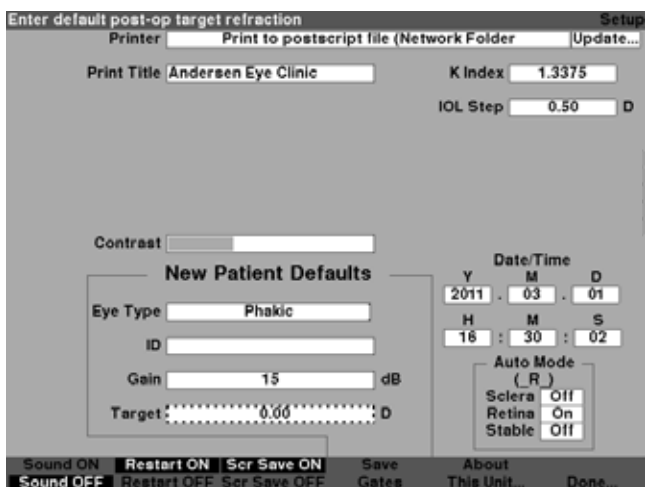 Enter default post-op target refraction Setup
Printer Print to postscript file (Network Folder Update...
Print Title Andersen Eye Clinic K Index 1.3375
IOL Step 0.50 D
Contrast
Date/Time
New Patient Defaults Y M D
2011 . 03 . 01
Eye Type Phakic H M S
16 : 30 : 02
ID
Auto Mode
(_R_)
Gain 15 dB Sclera Off
Retina On
Target 0.00 D Stable Off
Sound ON Restart ON Scr Save ON Save About
Sound OFF Restart OFF Scr Save OFF Gates This Unit... Done...